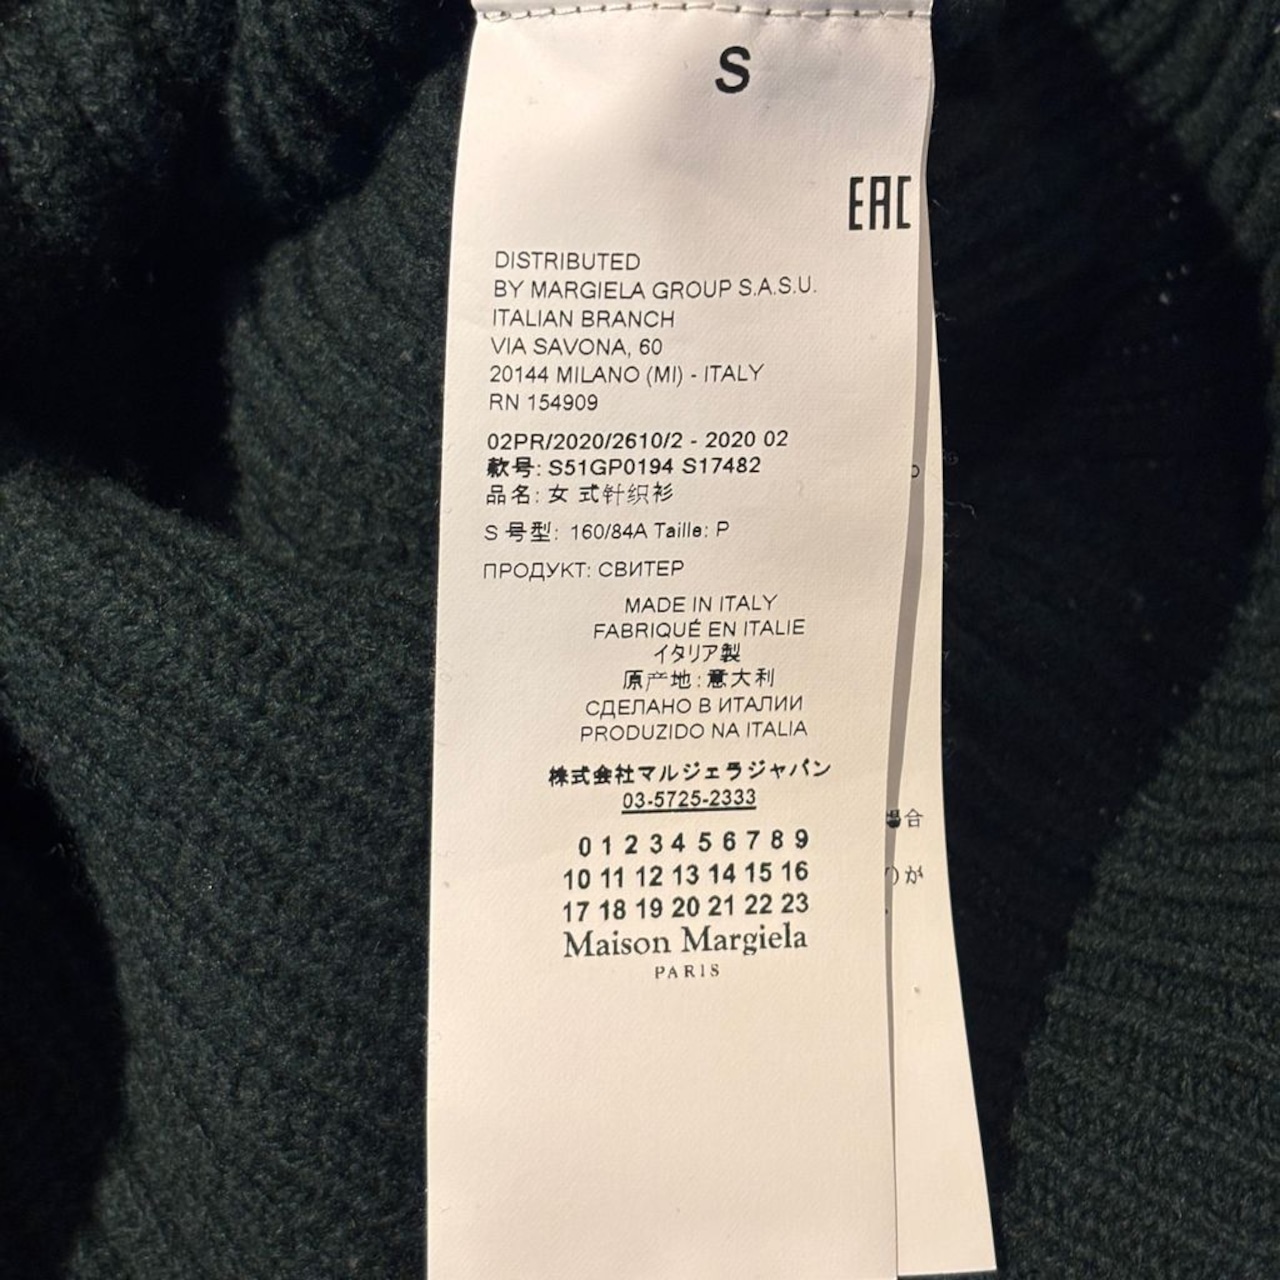 S
EAC
DISTRIBUTED
BY MARGIELA GROUP S.A.S.U.
ITALIAN BRANCH
VIA SAVONA, 60
20144 MILANO (MI) - ITALY
RN 154909
02PR/2020/2610/2 - 2020 02
款号: S51GP0194 S17482
品名: 女 式针织衫
S 号型: 160/84A Taille: P
ПРОДУКТ: СВИТЕР
MADE IN ITALY
FABRIQUÉ EN ITALIE
イタリア製
原产地:意大利
СДЕЛАНО В ИТАЛИИ
PRODUZIDO NA ITALIA
株式会社マルジェラジャパン
03-5725-2333
0 1 2 3 4 5 6 7 8 9
10 11 12 13 14 15 16
17 18 19 20 21 22 23
Maison Margiela
PARIS
場合
のが